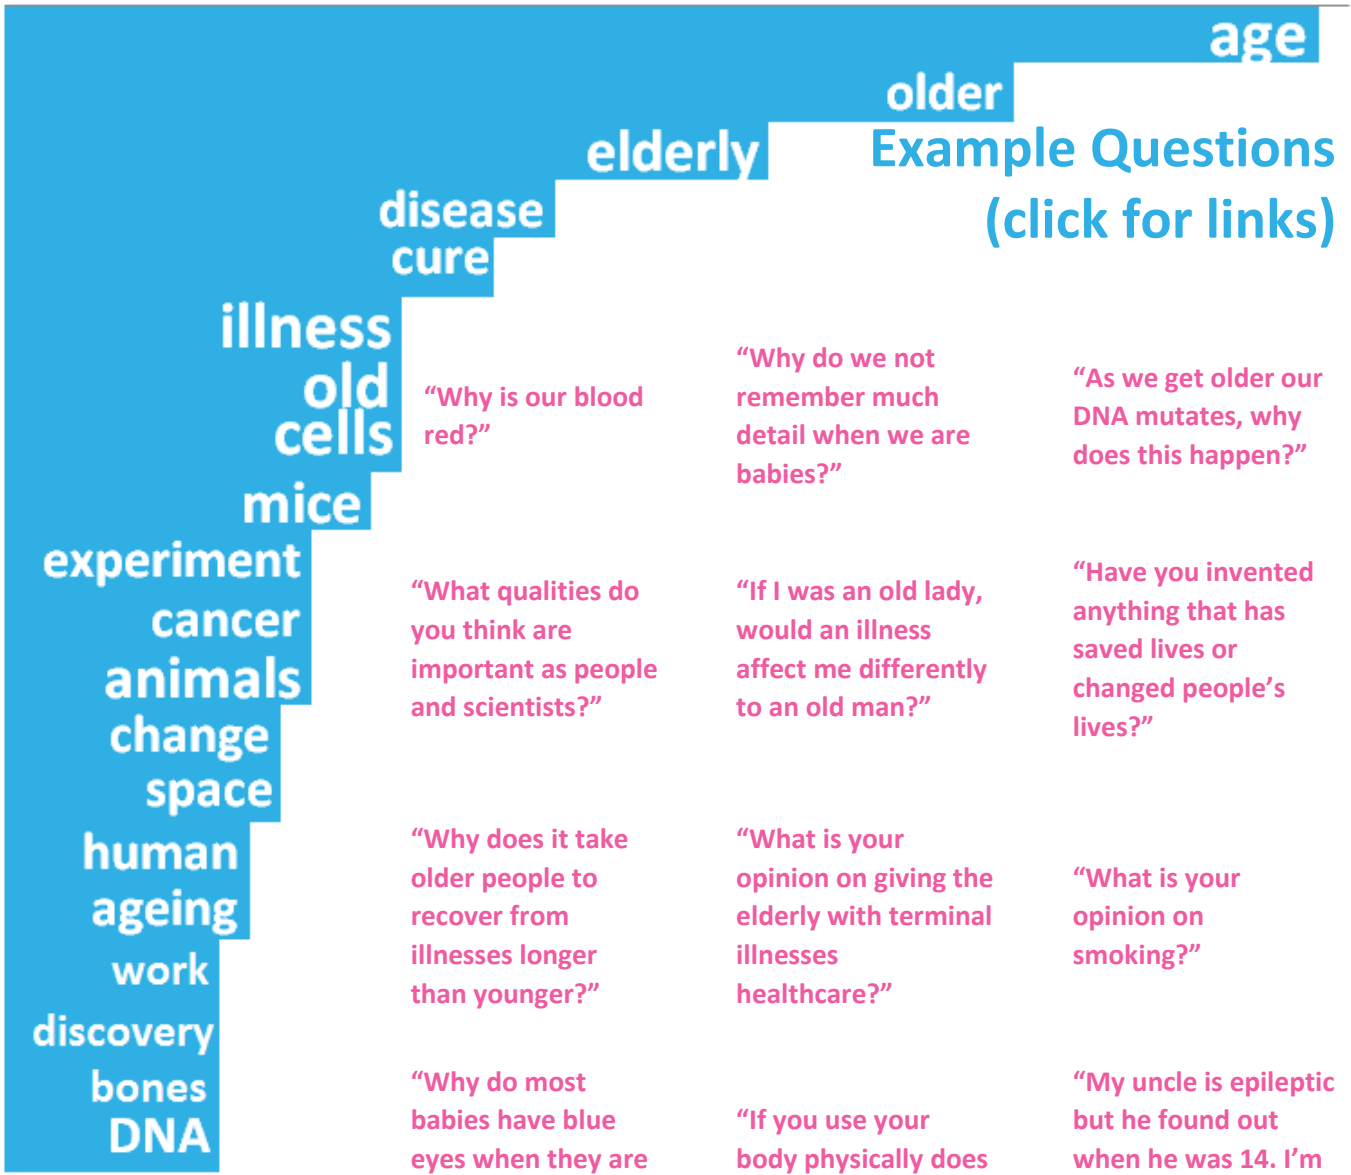 age
older
elderly
Example Questions
(click for links)
disease
cure
illness
old
cells
mice
experiment
cancer
animals
change
space
human
ageing
work
discovery
bones
DNA
“Why is our blood
red?”
“Why do we not
remember much
detail when we are
babies?”
“As we get older our
DNA mutates, why
does this happen?”
“What qualities do
you think are
important as people
and scientists?”
“If I was an old lady,
would an illness
affect me differently
to an old man?”
“Have you invented
anything that has
saved lives or
changed people’s
lives?”
“Why does it take
older people to
recover from
illnesses longer
than younger?”
“What is your
opinion on giving the
elderly with terminal
illnesses
healthcare?”
“What is your
opinion on
smoking?”
“Why do most
babies have blue
eyes when they are
“If you use your
body physically does
“My uncle is epileptic
but he found out
when he was 14. I’m